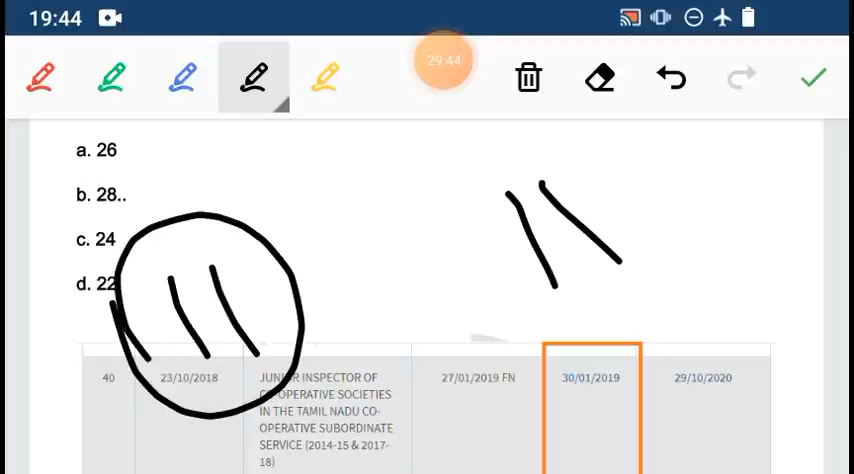 19:44
29:44
a. 26
b. 28..
c. 24
d. 22
40 23/10/2018 JUNIOR INSPECTOR OF 27/01/2019 FN 30/01/2019 29/10/2020
CO-OPERATIVE SOCIETIES
IN THE TAMIL NADU CO-
OPERATIVE SUBORDINATE
SERVICE (2014-15 & 2017-
18)